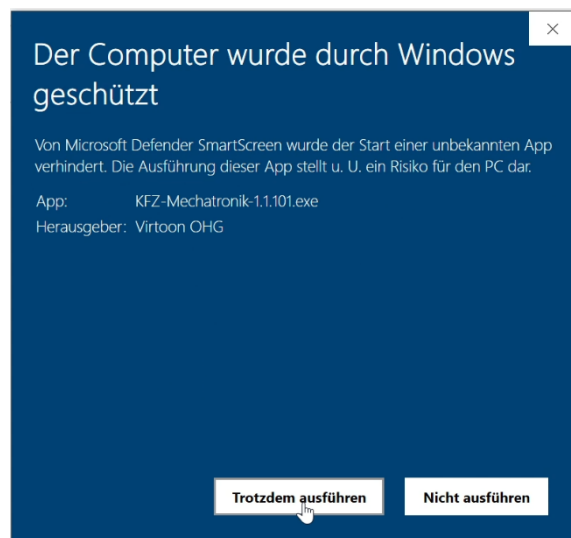 Der Computer wurde durch Windows
geschützt
Von Microsoft Defender SmartScreen wurde der Start einer unbekannten App
verhindert. Die Ausführung dieser App stellt u. U. ein Risiko für den PC dar.
App: KFZ-Mechatronik-1.1.101.exe
Herausgeber: Virtoon OHG
Trotzdem ausführen Nicht ausführen